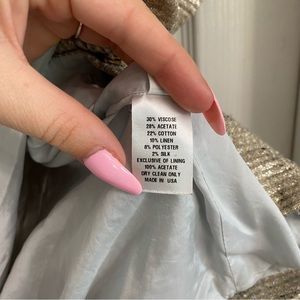 30% VISCOSE
28% ACETATE
22% COTTON
10% LINEN
8% POLYESTER
2% SILK
EXCLUSIVE OF LINING
100% ACETATE
DRY CLEAN ONLY
MADE IN USA